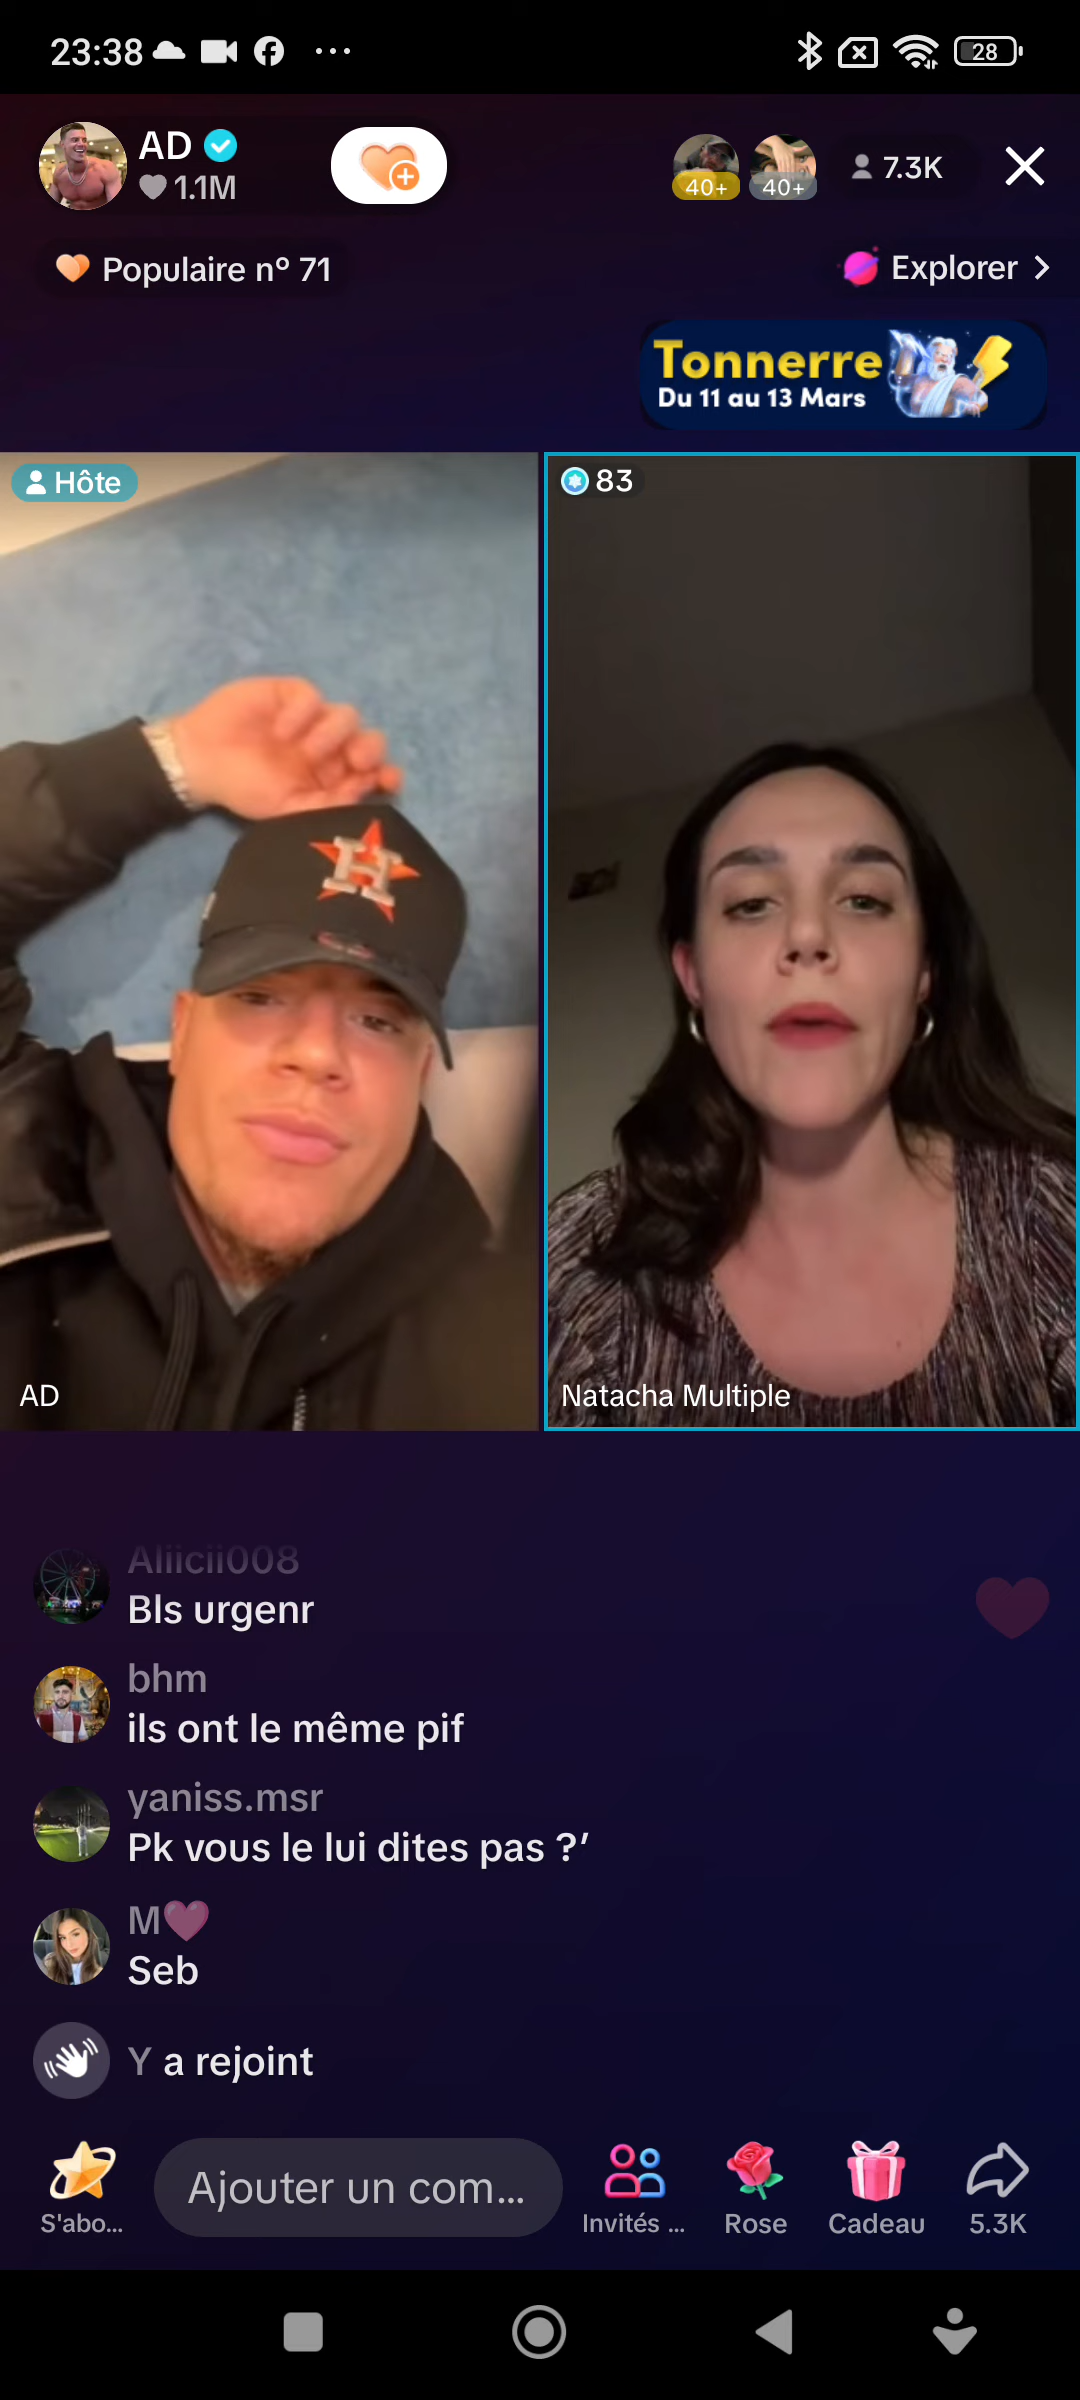 23:38
28
AD
1.1M
40+
40+
7.3K
Populaire n° 71
Explorer
Tonnerre
Du 11 au 13 Mars
Hôte
83
H
AD
Natacha Multiple
Aliicii008
Bls urgenr
bhm
ils ont le même pif
yaniss.msr
Pk vous le lui dites pas ?’
M
Seb
Y a rejoint
Ajouter un com...
S'abo...
Invités ...
Rose
Cadeau
5.3K